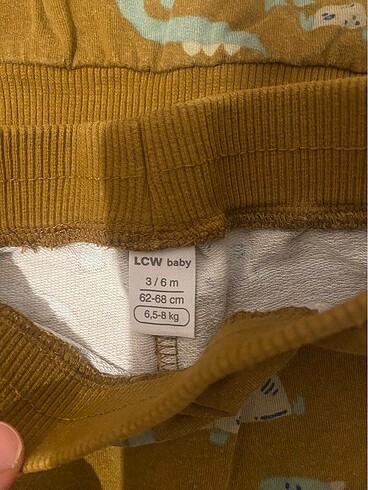 LCW baby
3 / 6 m
62-68 cm
6,5-8 kg